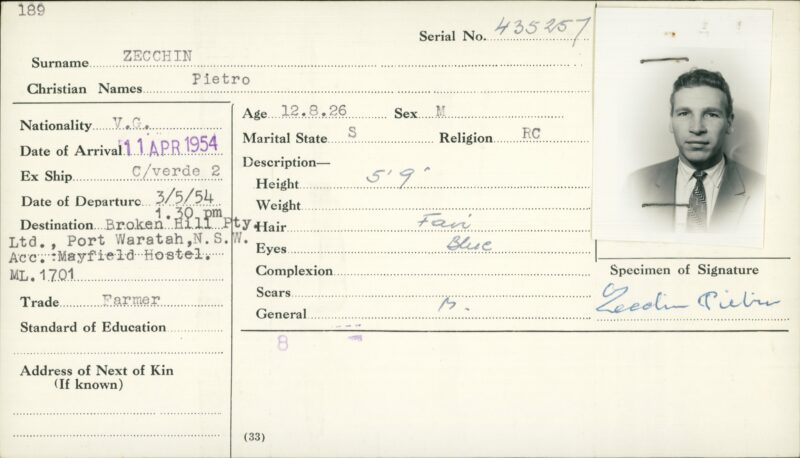 189
Serial No. 435257
Surname ZECCHIN
Christian Names Pietro
Nationality V.G.
Date of Arrival 11 APR 1954
Ex Ship C/verde 2
Date of Departure 3/5/54
1.30 pm
Destination Broken Hill Pty.
Ltd., Port Waratah, N.S.W.
Acc.:Mayfield Hostel.
ML.1701
Trade Farmer
Standard of Education
Address of Next of Kin
(If known)
Age 12.8.26 Sex M
Marital State S Religion RC
Description—
Height 5'9"
Weight
Hair Fair
Eyes Blue
Complexion
Scars
General M.
8
(33)
Specimen of Signature
Zecchin Pietro